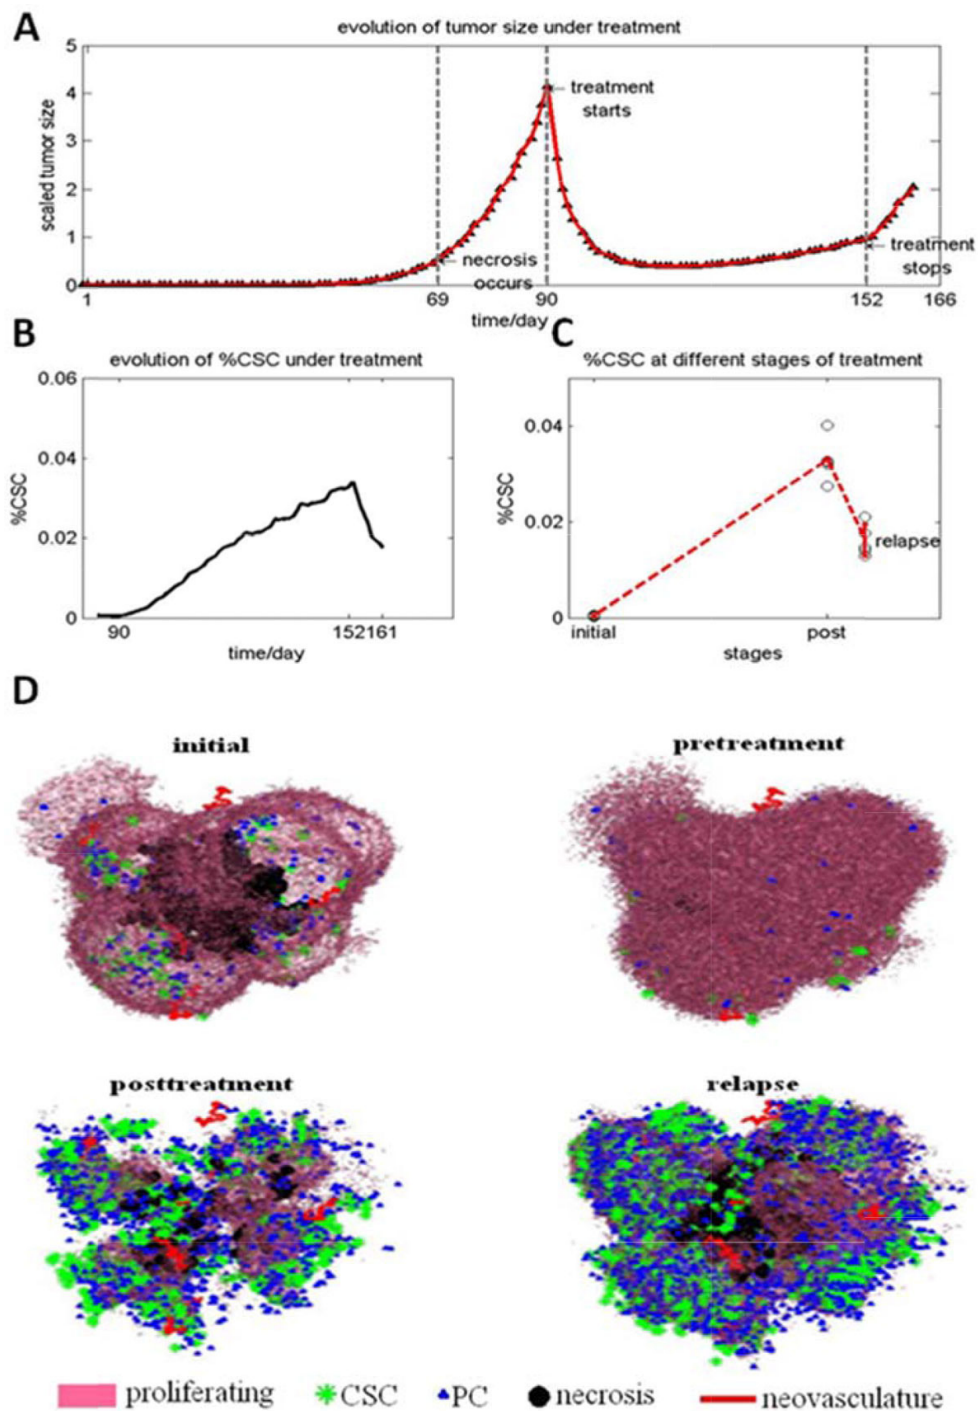 A
evolution of tumor size under treatment
5
4
3
2
1
0
scaled tumor size
treatment
starts
necrosis
occurs
treatment
stops
1
69
90
152
166
time/day
B
evolution of %CSC under treatment
0.06
0.04
0.02
0
%CSC
90
152161
time/day
C
%CSC at different stages of treatment
0.04
0.02
0
%CSC
relapse
initial
post
stages
D
initial
pretreatment
posttreatment
relapse
proliferating
CSC
PC
necrosis
neovasculature